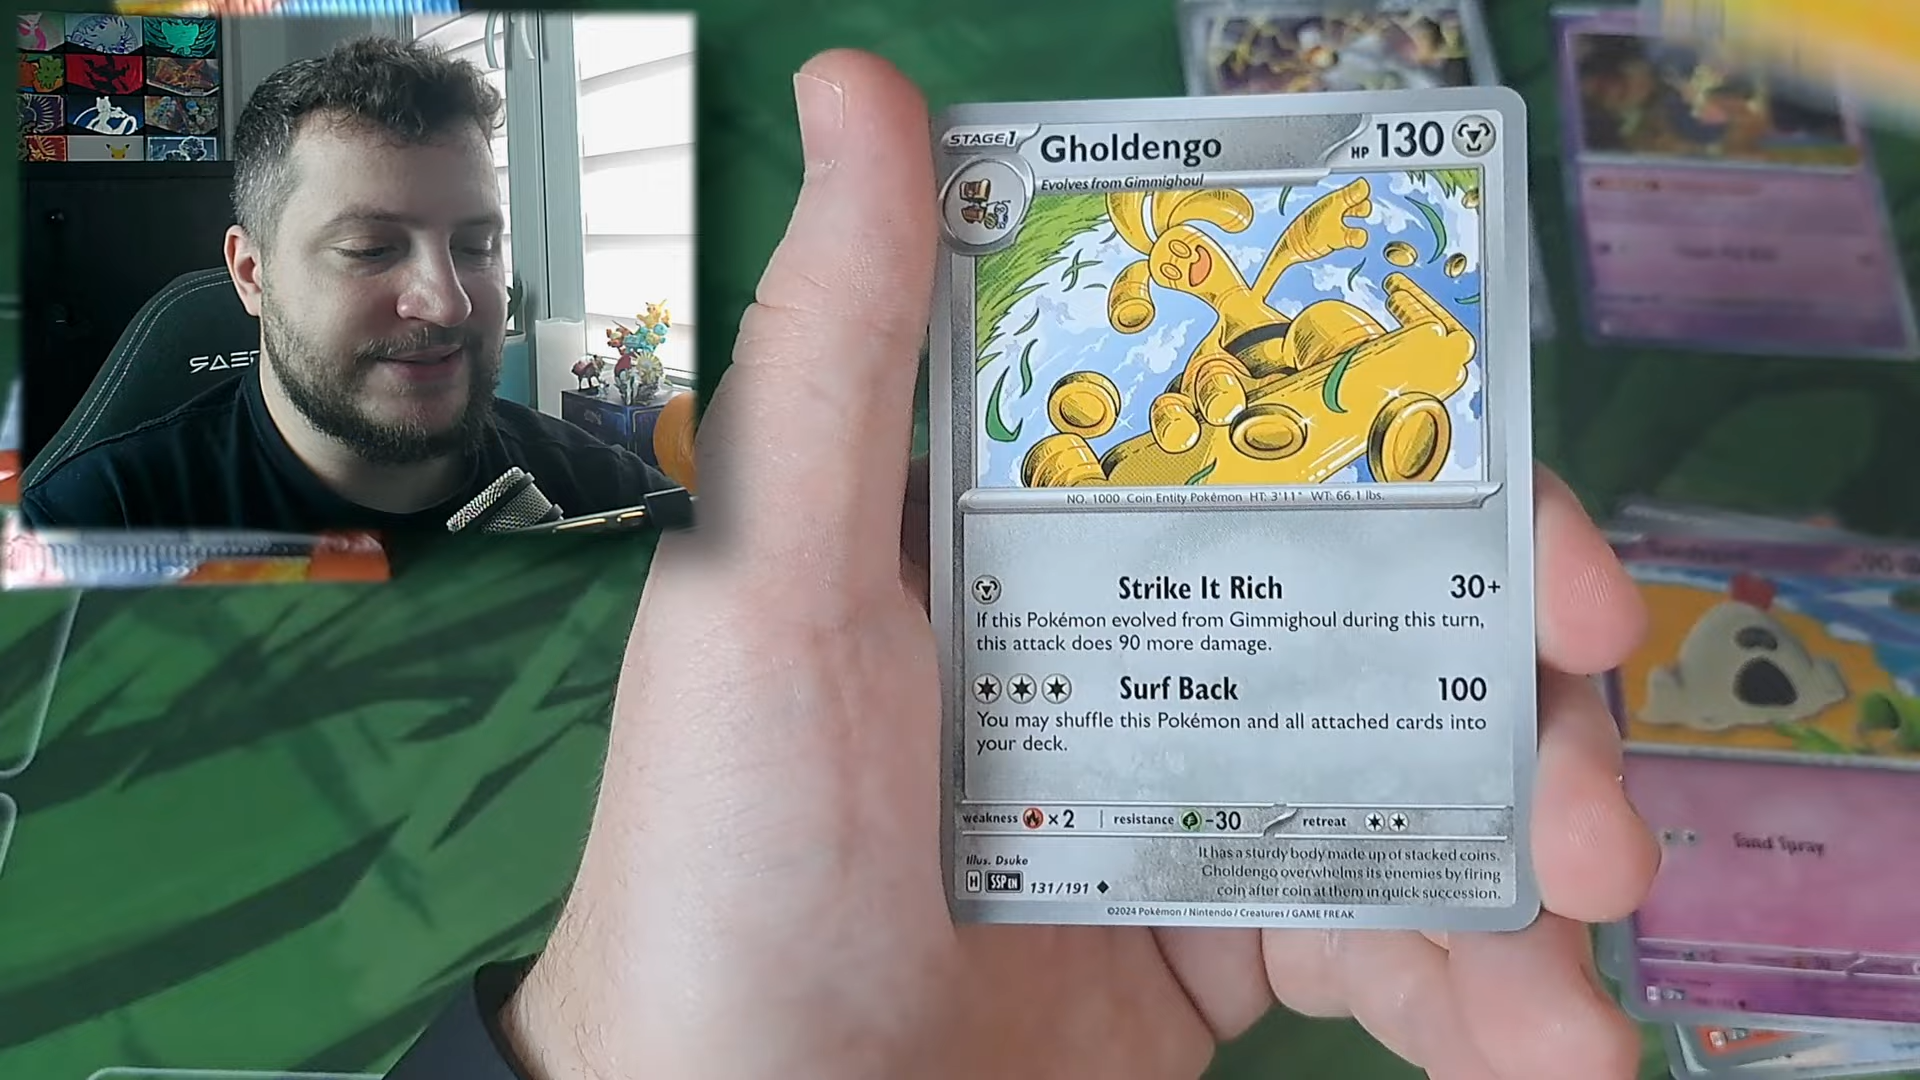 STAGE 1
Gholdengo
HP 130
Evolves from Gimmighoul
NO. 1000 Coin Entity Pokémon HT: 3'11" WT: 66.1 lbs.
Strike It Rich 30+
If this Pokémon evolved from Gimmighoul during this turn,
this attack does 90 more damage.
Surf Back 100
You may shuffle this Pokémon and all attached cards into
your deck.
weakness ×2 resistance -30 retreat
Illus. Dsuke
H SSP EN 131/191
It has a sturdy body made up of stacked coins.
Gholdengo overwhelms its enemies by firing
coin after coin at them in quick succession.
©2024 Pokémon / Nintendo / Creatures / GAME FREAK
Sand Spray